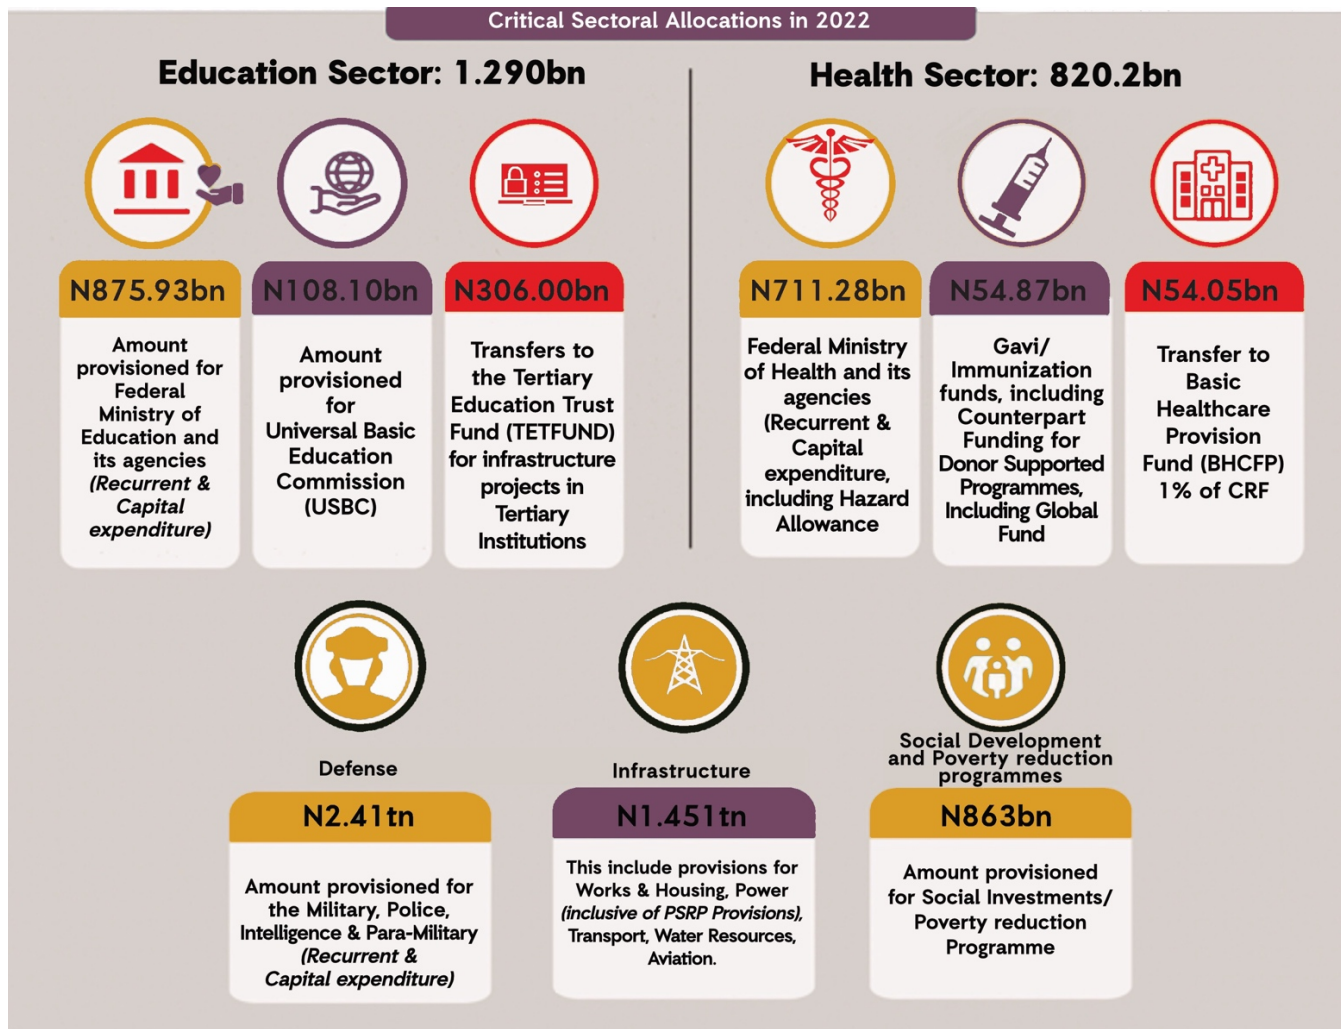 Critical Sectoral Allocations in 2022
Education Sector: 1.290bn
N875.93bn
Amount
provisioned for
Federal
Ministry of
Education and
its agencies
(Recurrent &
Capital
expenditure)
N108.10bn
Amount
provisioned
for
Universal Basic
Education
Commission
(USBC)
N306.00bn
Transfers to
the Tertiary
Education Trust
Fund (TETFUND)
for infrastructure
projects in
Tertiary
Institutions
Health Sector: 820.2bn
N711.28bn
Federal Ministry
of Health and its
agencies
(Recurrent &
Capital
expenditure,
including Hazard
Allowance
N54.87bn
Gavi/
Immunization
funds, including
Counterpart
Funding for
Donor Supported
Programmes,
Including Global
Fund
N54.05bn
Transfer to
Basic
Healthcare
Provision
Fund (BHCFP)
1% of CRF
Defense
N2.41tn
Amount provisioned for
the Military, Police,
Intelligence & Para-Military
(Recurrent &
Capital expenditure)
Infrastructure
N1.451tn
This include provisions for
Works & Housing, Power
(inclusive of PSRP Provisions),
Transport, Water Resources,
Aviation.
Social Development
and Poverty reduction
programmes
N863bn
Amount provisioned
for Social Investments/
Poverty reduction
Programme